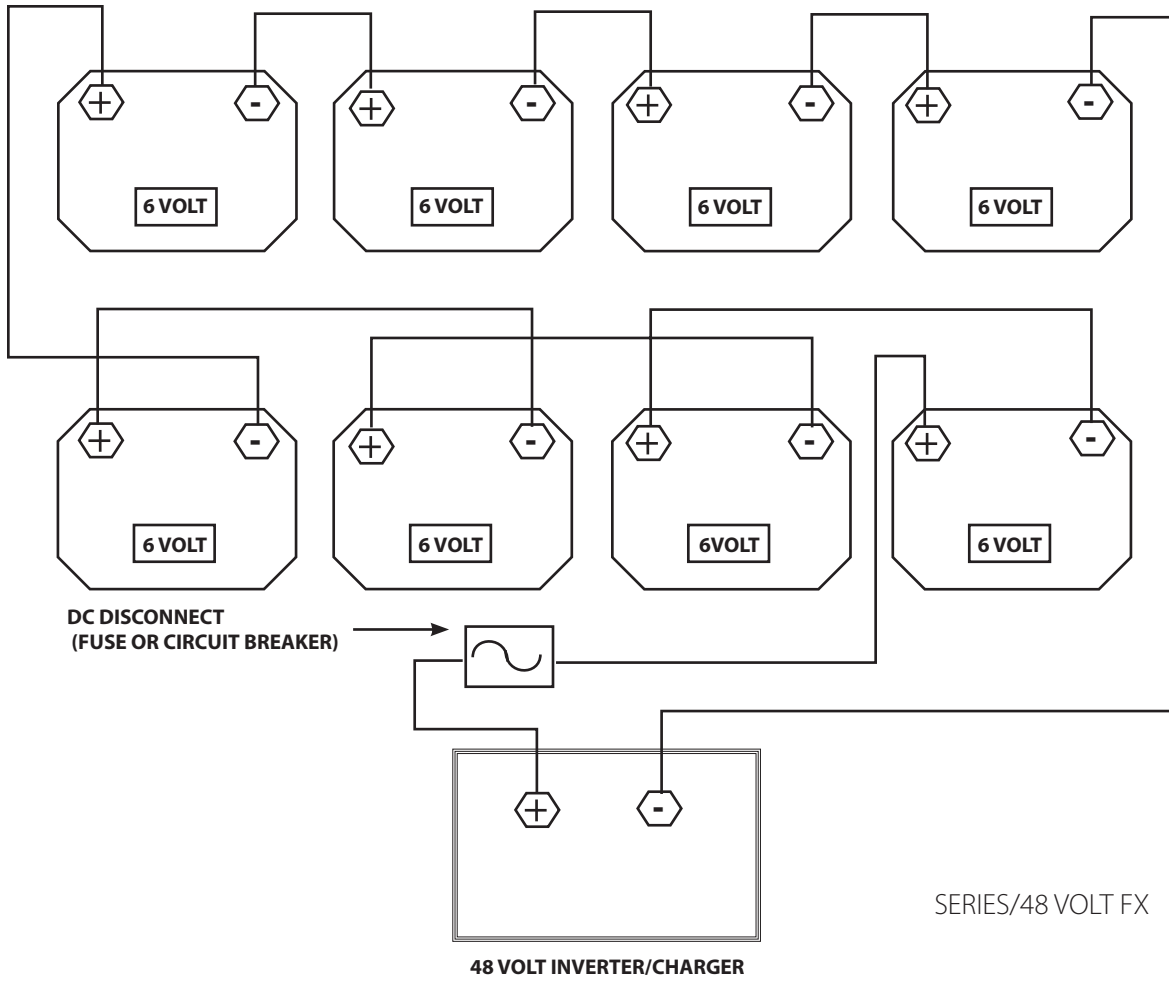 + - + - + - + -
6 VOLT 6 VOLT 6 VOLT 6 VOLT
+ - + - + - + -
6 VOLT 6 VOLT 6VOLT 6 VOLT
DC DISCONNECT
(FUSE OR CIRCUIT BREAKER)
+ -
SERIES/48 VOLT FX
48 VOLT INVERTER/CHARGER